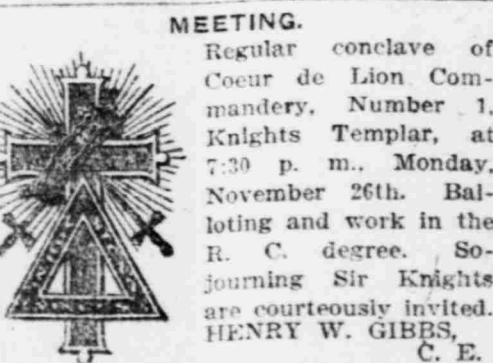 MEETING.
Regular conclave of
Coeur de Lion Com-
mandery, Number 1,
Knights Templar, at
7:30 p. m., Monday,
November 26th. Bal-
loting and work in the
R. C. degree. So-
journing Sir Knights
are courteously invited.
HENRY W. GIBBS,
C. E.